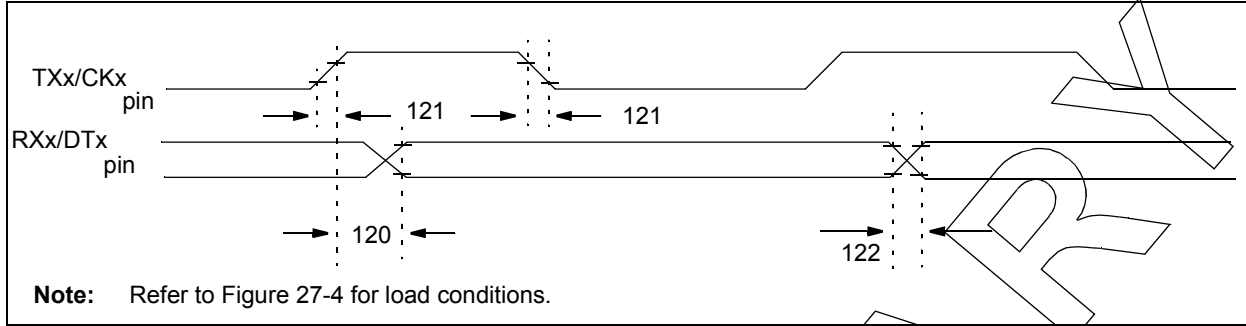 TXx/CKx
pin
121
121
RXx/DTx
pin
120
122
Note: Refer to Figure 27-4 for load conditions.
RY